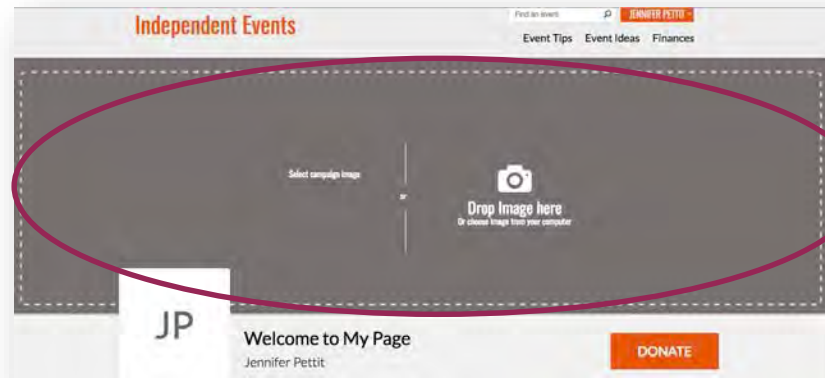 Independent Events
Find an event
JENNIFER PETTIT
Event Tips Event Ideas Finances
Select campaign image
or
Drop Image here
Or choose image from your computer
JP
Welcome to My Page
Jennifer Pettit
DONATE